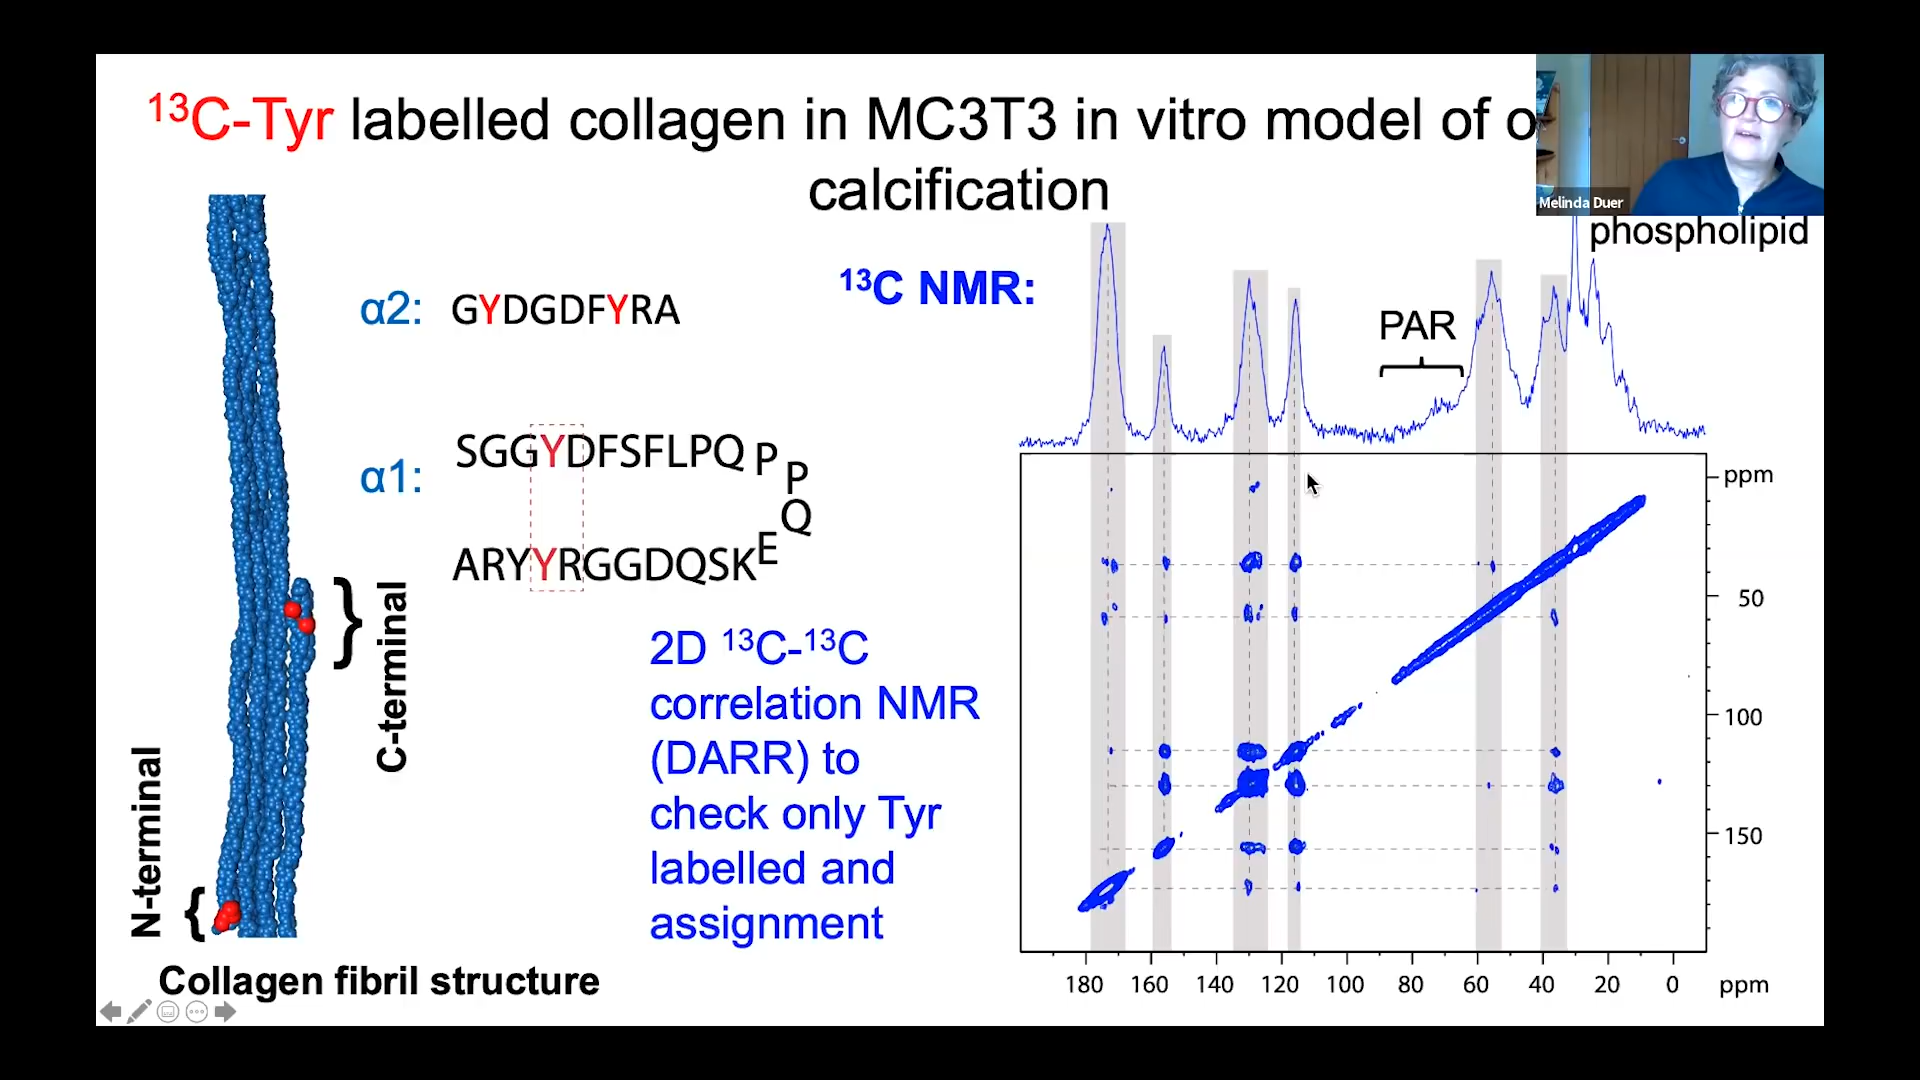 ¹³C-Tyr labelled collagen in MC3T3 in vitro model of
calcification
Melinda Duer
phospholipid
¹³C NMR:
PAR
α2: GYDGDFYRA
α1:
SGGYDFSFLPQ P
P
Q
E
ARYYRGGDQSK
2D ¹³C-¹³C
correlation NMR
(DARR) to
check only Tyr
labelled and
assignment
C-terminal
N-terminal
Collagen fibril structure
ppm
50
100
150
180 160 140 120 100 80 60 40 20 0 ppm